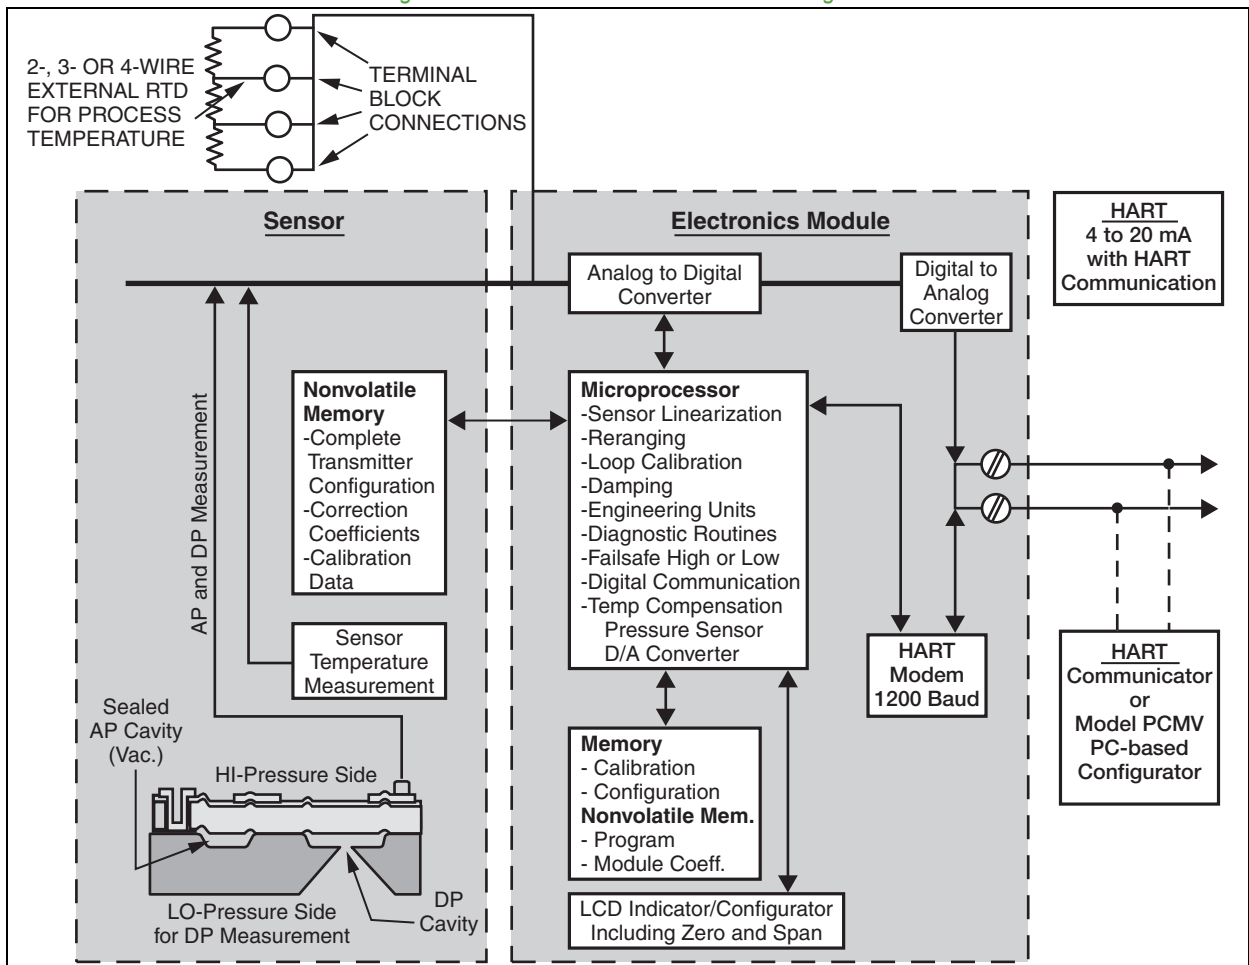 2-, 3- OR 4-WIRE
EXTERNAL RTD
FOR PROCESS
TEMPERATURE
TERMINAL
BLOCK
CONNECTIONS
Sensor
AP and DP Measurement
Nonvolatile
Memory
-Complete
Transmitter
Configuration
-Correction
Coefficients
-Calibration
Data
Sensor
Temperature
Measurement
Sealed
AP Cavity
(Vac.)
HI-Pressure Side
LO-Pressure Side
for DP Measurement
DP
Cavity
Electronics Module
Analog to Digital
Converter
Digital to
Analog
Converter
Microprocessor
-Sensor Linearization
-Reranging
-Loop Calibration
-Damping
-Engineering Units
-Diagnostic Routines
-Failsafe High or Low
-Digital Communication
-Temp Compensation
Pressure Sensor
D/A Converter
HART
Modem
1200 Baud
Memory
- Calibration
- Configuration
Nonvolatile Mem.
- Program
- Module Coeff.
LCD Indicator/Configurator
Including Zero and Span
HART
4 to 20 mA
with HART
Communication
HART
Communicator
or
Model PCMV
PC-based
Configurator